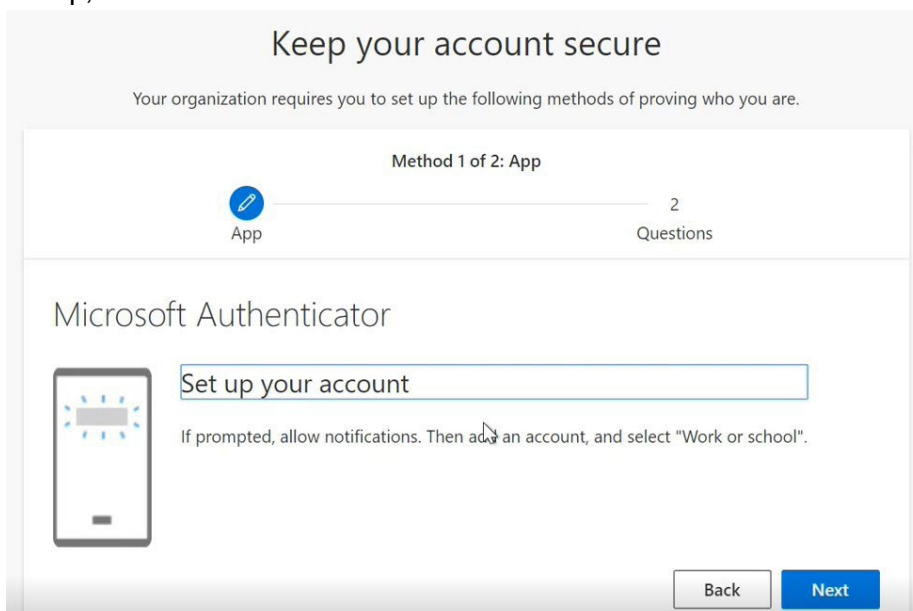 Keep your account secure
Your organization requires you to set up the following methods of proving who you are.
Method 1 of 2: App
App
2
Questions
Microsoft Authenticator
Set up your account
If prompted, allow notifications. Then add an account, and select "Work or school".
Back Next